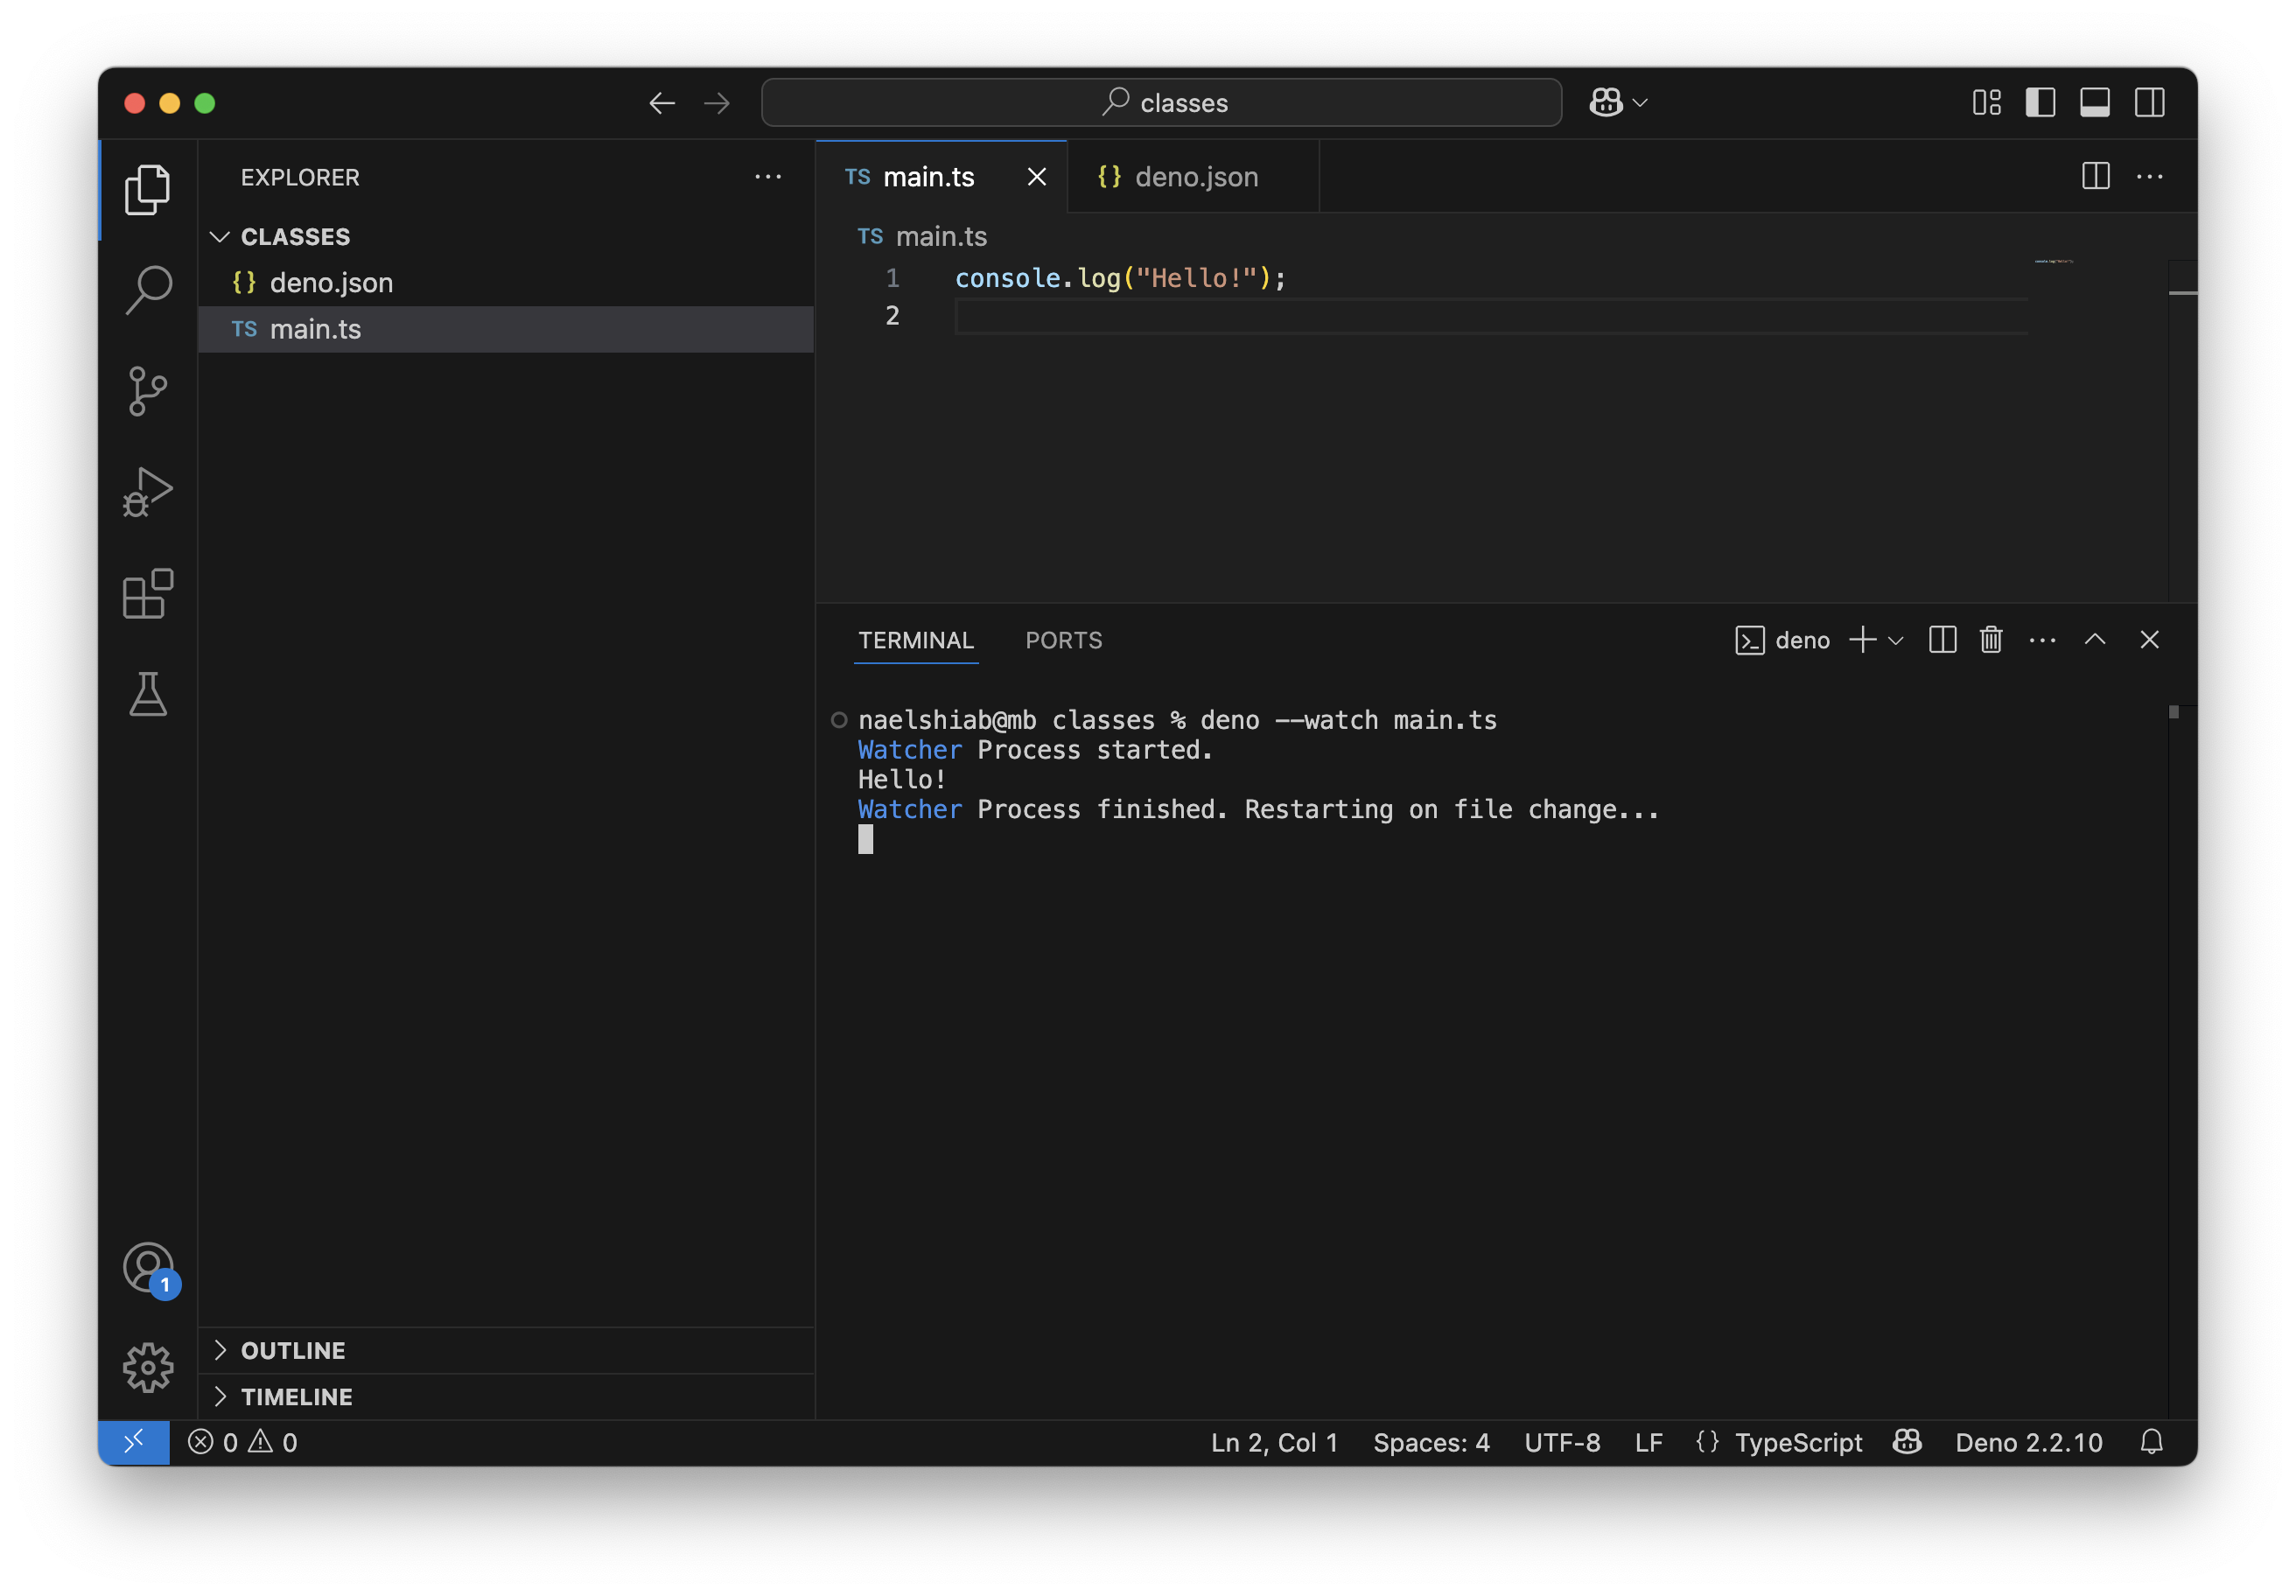 classes
EXPLORER
CLASSES
{} deno.json
TS main.ts
OUTLINE
TIMELINE
TS main.ts
{} deno.json
TS main.ts
1 console.log("Hello!");
2
TERMINAL PORTS
deno
naelshiab@mb classes % deno --watch main.ts
Watcher Process started.
Hello!
Watcher Process finished. Restarting on file change...
1
0 0
Ln 2, Col 1 Spaces: 4 UTF-8 LF {} TypeScript Deno 2.2.10